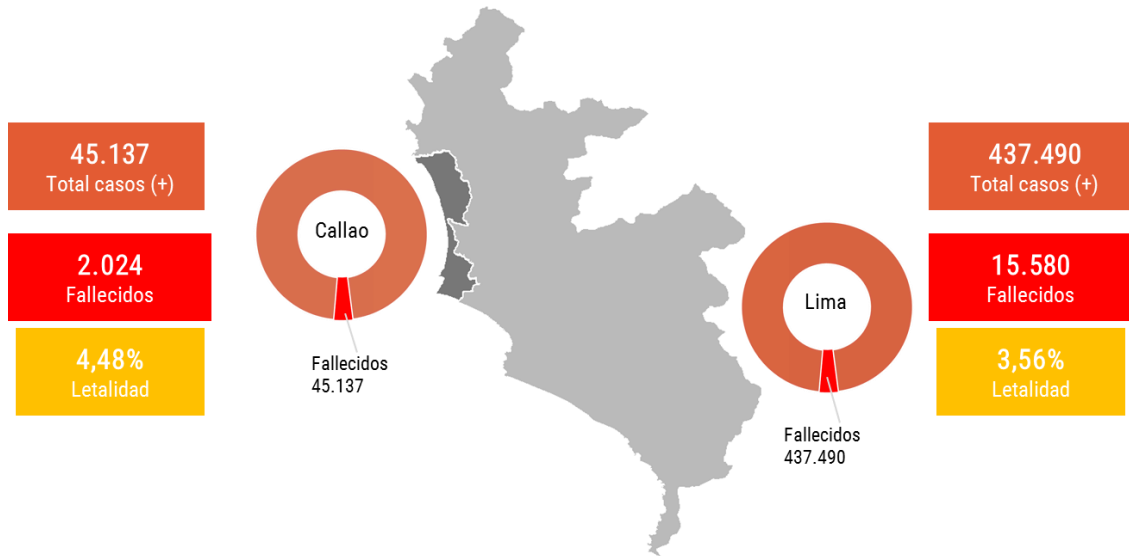 45.137
Total casos (+)
2.024
Fallecidos
4,48%
Letalidad
Callao
Fallecidos
45.137
Lima
Fallecidos
437.490
437.490
Total casos (+)
15.580
Fallecidos
3,56%
Letalidad